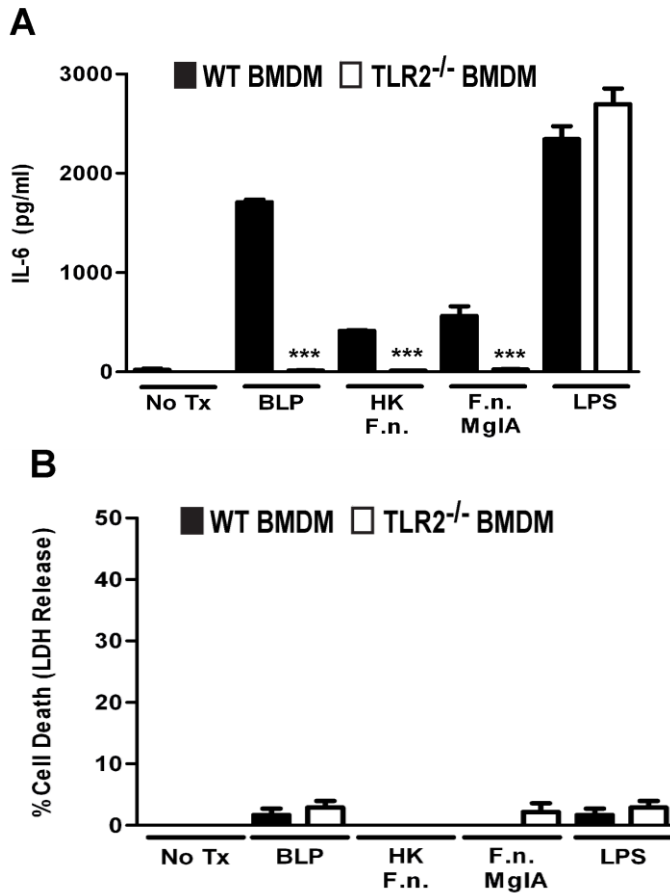 A
WT BMDM TLR2-/- BMDM
3000
2000
1000
0
IL-6 (pg/ml)
*** *** ***
No Tx BLP HK F.n. F.n. MglA LPS
B
WT BMDM TLR2-/- BMDM
50
40
30
20
10
0
%Cell Death (LDH Release)
No Tx BLP HK F.n. F.n. MglA LPS